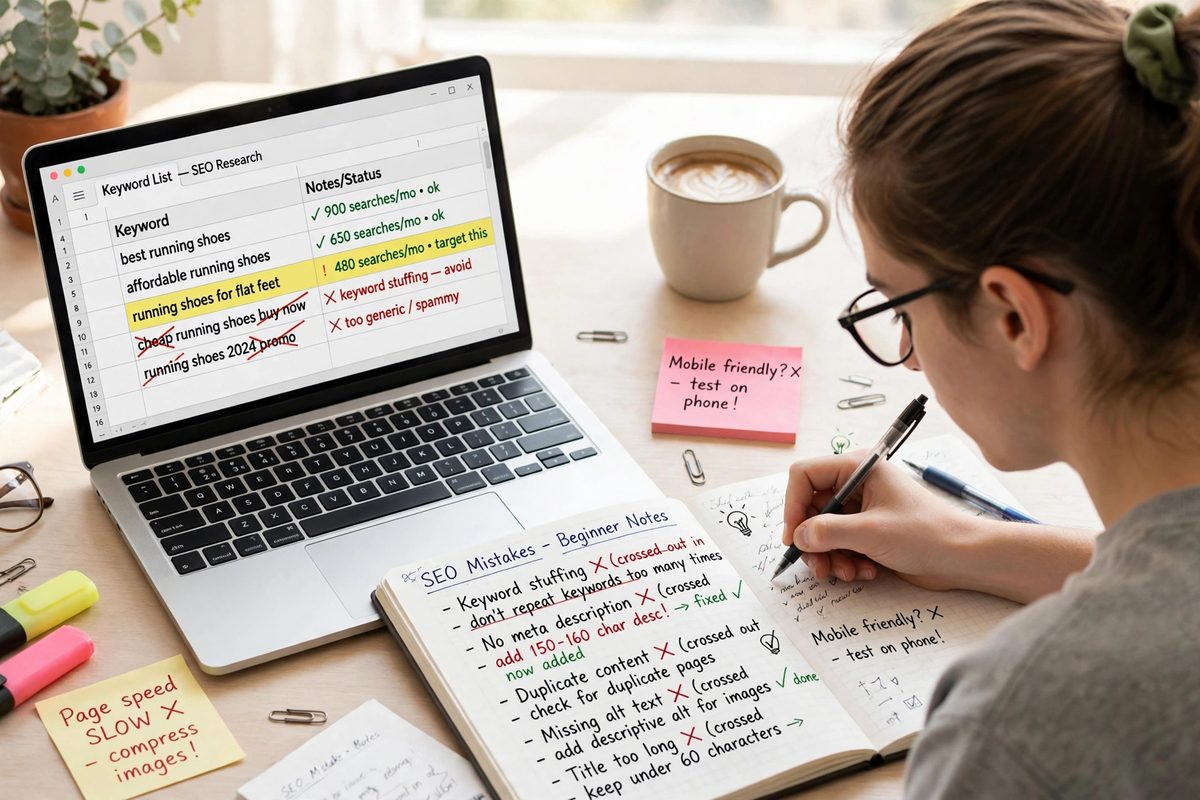 Keyword List — SEO Research
Keyword
Notes/Status
best running shoes
✓ 900 searches/mo • ok
affordable running shoes
✓ 650 searches/mo • ok
running shoes for flat feet
! 480 searches/mo • target this
cheap running shoes buy now
✕ keyword stuffing — avoid
running shoes 2024 promo
✕ too generic / spammy
Mobile friendly? ✕
- test on
phone!
SEO Mistakes - Beginner Notes
- Keyword stuffing ✕ (crossed out in
- don't repeat keywords too many times
- No meta description ✕ (crossed
- add 150-160 char desc! → fixed ✓
now added
- Duplicate content ✕ (crossed out
- check for duplicate pages
- Missing alt text ✕ (crossed
- add descriptive alt for images ✓ done
- Title too long ✕ (crossed
- keep under 60 characters →
Mobile friendly? ✕
- test on phone!
Page speed
SLOW ✕
- compress
images!
SEO Mistake - Notes